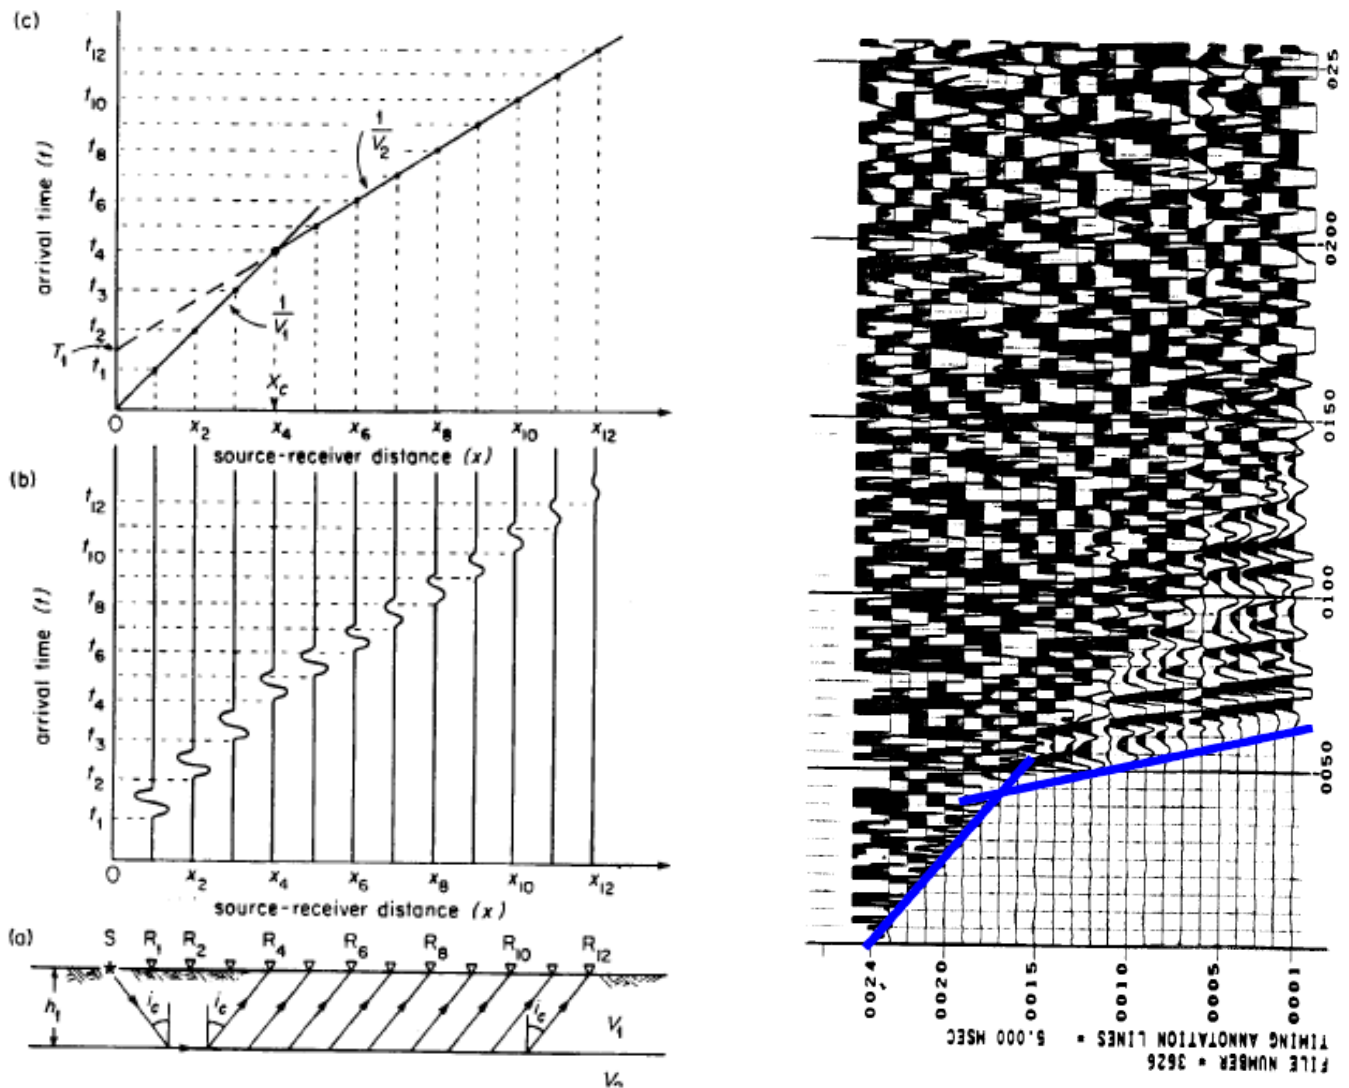 (c)
t12
t10
t8
t6
t4
t3
t2
T1
t1
arrival time (t)
1/V2
1/V1
Xc
O x2 x4 x6 x8 x10 x12
source-receiver distance (x)
(b)
t12
t10
t8
t6
t4
t3
t2
t1
arrival time (t)
O x2 x4 x6 x8 x10 x12
source-receiver distance (x)
(a)
S R1 R2 R4 R6 R8 R10 R12
h1
ic ic ic
V1
V2
025
0200
0150
0100
0050
0024 0020 0015 0010 0005 0001
FILE NUMBER = 3626
TIMING ANNOTATION LINES = 5.000 MSEC